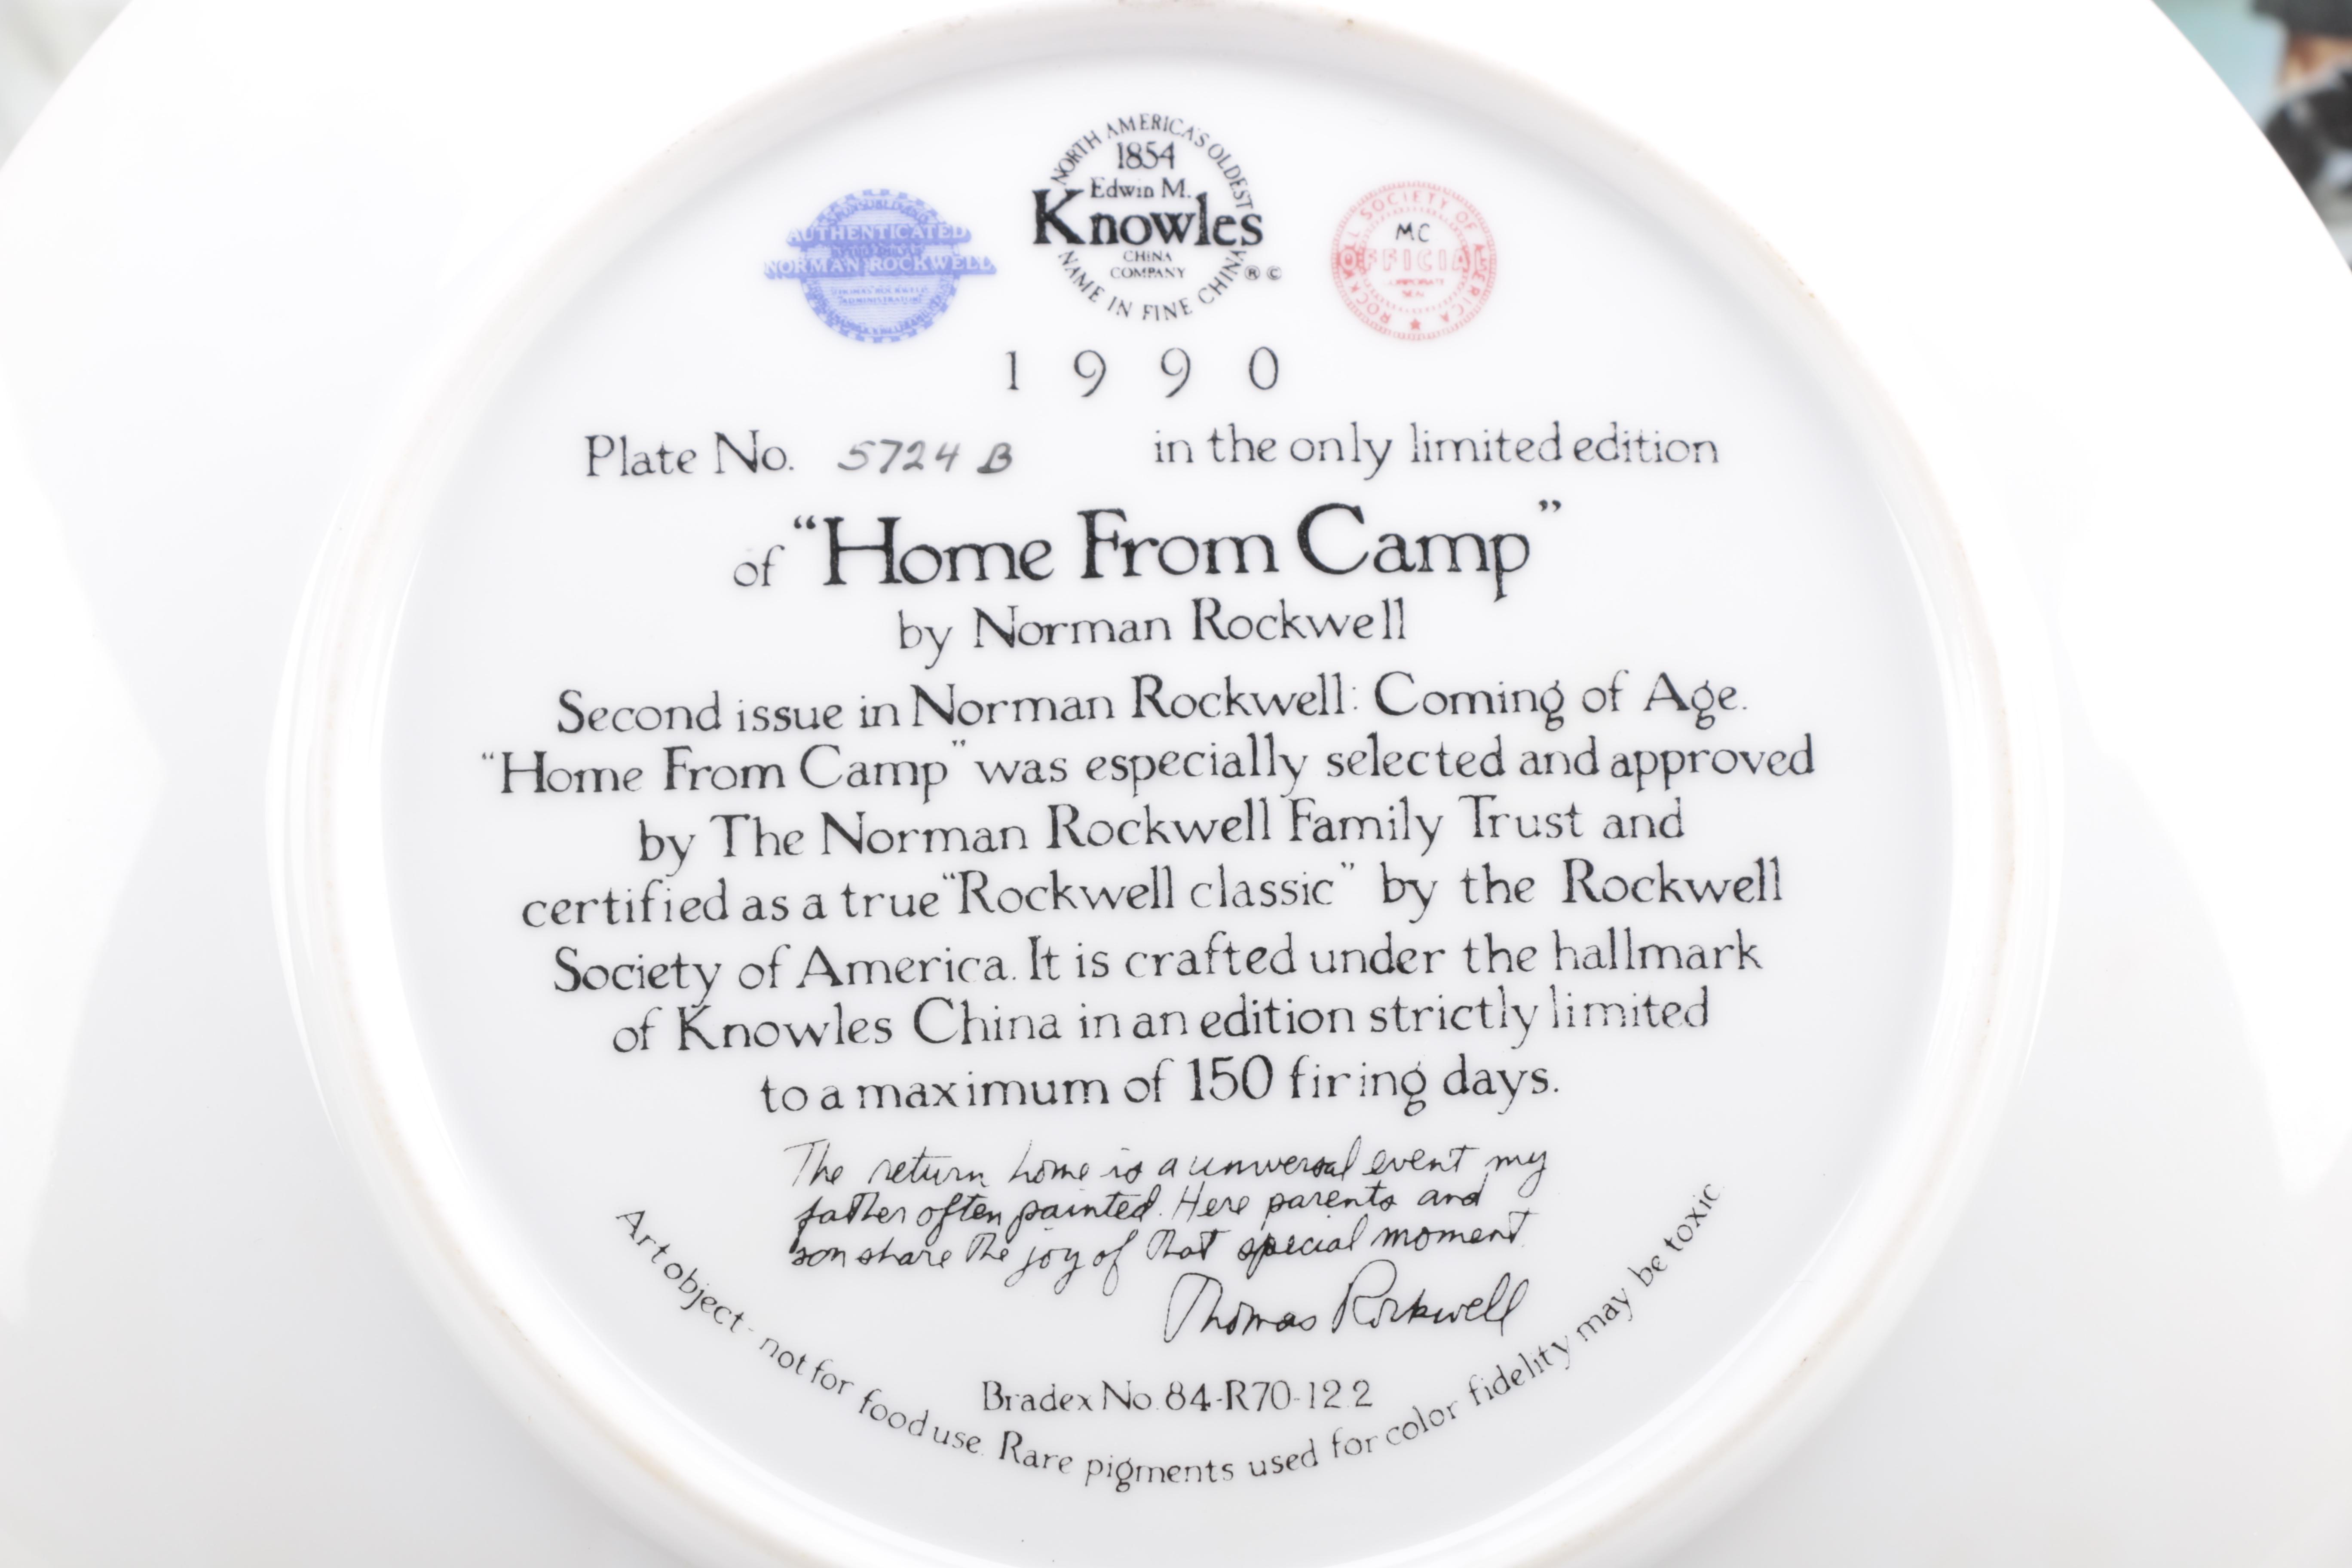 NORTH AMERICA'S OLDEST
1854
Edwin M.
Knowles
CHINA
COMPANY
NAME IN FINE CHINA
® ©
AUTHENTICATED
NORMAN ROCKWELL
ROCKWELL SOCIETY OF AMERICA
MC
OFFICIAL
1990
Plate No. 5724 B in the only limited edition
of “Home From Camp”
by Norman Rockwell
Second issue in Norman Rockwell: Coming of Age.
“Home From Camp” was especially selected and approved
by The Norman Rockwell Family Trust and
certified as a true “Rockwell classic” by the Rockwell
Society of America. It is crafted under the hallmark
of Knowles China in an edition strictly limited
to a maximum of 150 firing days.
The return home is a universal event my
father often painted. Here parents and
son share the joy of that special moment.
Thomas Rockwell
Bradex No. 84-R70-12.2
Art object - not for food use. Rare pigments used for color fidelity may be toxic.